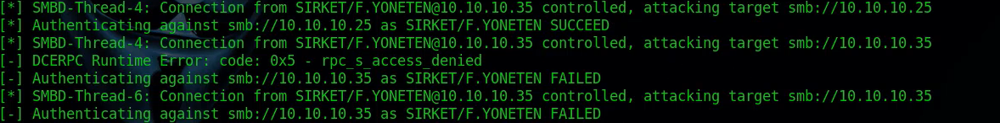 [*] SMBD-Thread-4: Connection from SIRKET/F.YONETEN@10.10.10.35 controlled, attacking target smb://10.10.10.25
[*] Authenticating against smb://10.10.10.25 as SIRKET/F.YONETEN SUCCEED
[*] SMBD-Thread-4: Connection from SIRKET/F.YONETEN@10.10.10.35 controlled, attacking target smb://10.10.10.35
[-] DCERPC Runtime Error: code: 0x5 - rpc_s_access_denied
[-] Authenticating against smb://10.10.10.35 as SIRKET/F.YONETEN FAILED
[*] SMBD-Thread-6: Connection from SIRKET/F.YONETEN@10.10.10.35 controlled, attacking target smb://10.10.10.35
[-] Authenticating against smb://10.10.10.35 as SIRKET/F.YONETEN FAILED